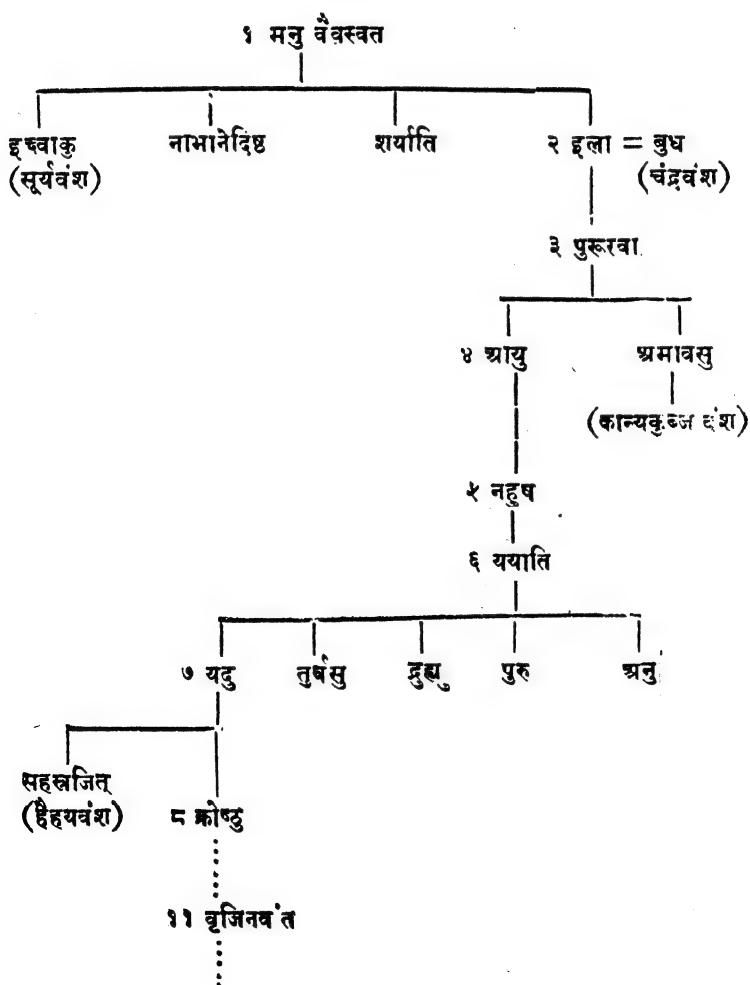 १ मनु वैवस्वत
इक्ष्वाकु नाभानेदिष्ठ शर्याति २ इला = बुध
(सूर्यवंश) (चंद्रवंश)
३ पुरूरवा
४ आयु अमावसु
(कान्यकुब्ज वंश)
५ नहुष
६ ययाति
७ यदु तुर्वसु द्रुह्यु पुरु अनु
सहस्रजित्
(हैहयवंश) ८ क्रोष्ठु
११ वृजिनवंत